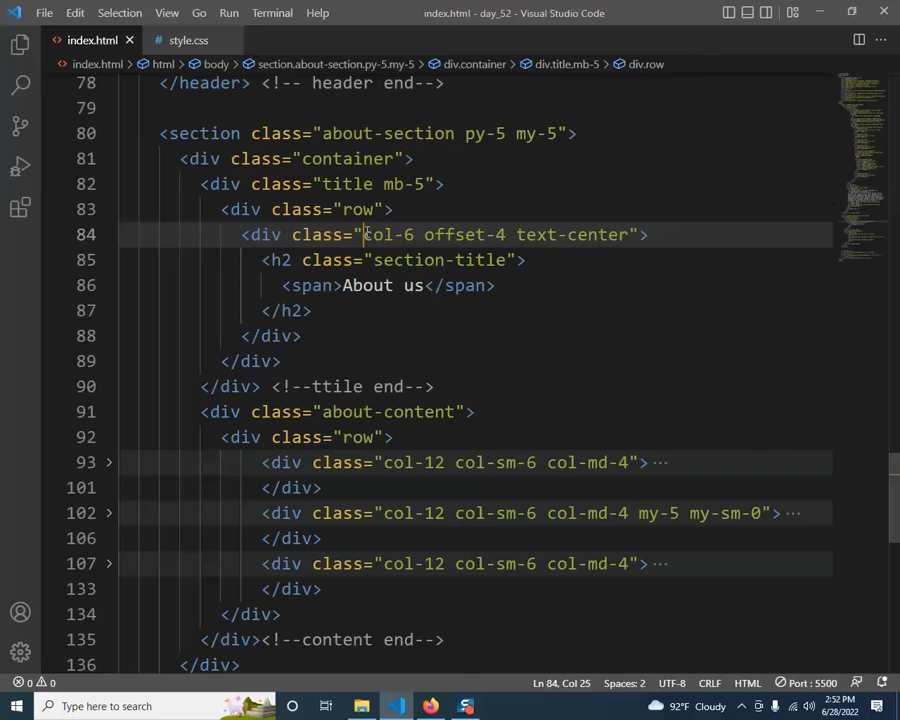 File Edit Selection View Go Run Terminal Help index.html - day_52 - Visual Studio Code
index.html style.css
index.html > html > body > section.about-section.py-5.my-5 > div.container > div.title.mb-5 > div.row
78 </header> <!-- header end-->
79
80 <section class="about-section py-5 my-5">
81 <div class="container">
82 <div class="title mb-5">
83 <div class="row">
84 <div class="col-6 offset-4 text-center">
85 <h2 class="section-title">
86 <span>About us</span>
87 </h2>
88 </div>
89 </div>
90 </div> <!--ttile end-->
91 <div class="about-content">
92 <div class="row">
93 <div class="col-12 col-sm-6 col-md-4">···
101 </div>
102 <div class="col-12 col-sm-6 col-md-4 my-5 my-sm-0">···
106 </div>
107 <div class="col-12 col-sm-6 col-md-4">···
133 </div>
134 </div>
135 </div><!--content end-->
136 </div>
0 0 Ln 84, Col 25 Spaces: 2 UTF-8 CRLF HTML Port : 5500
Type here to search 92°F Cloudy 2:52 PM
6/28/2022